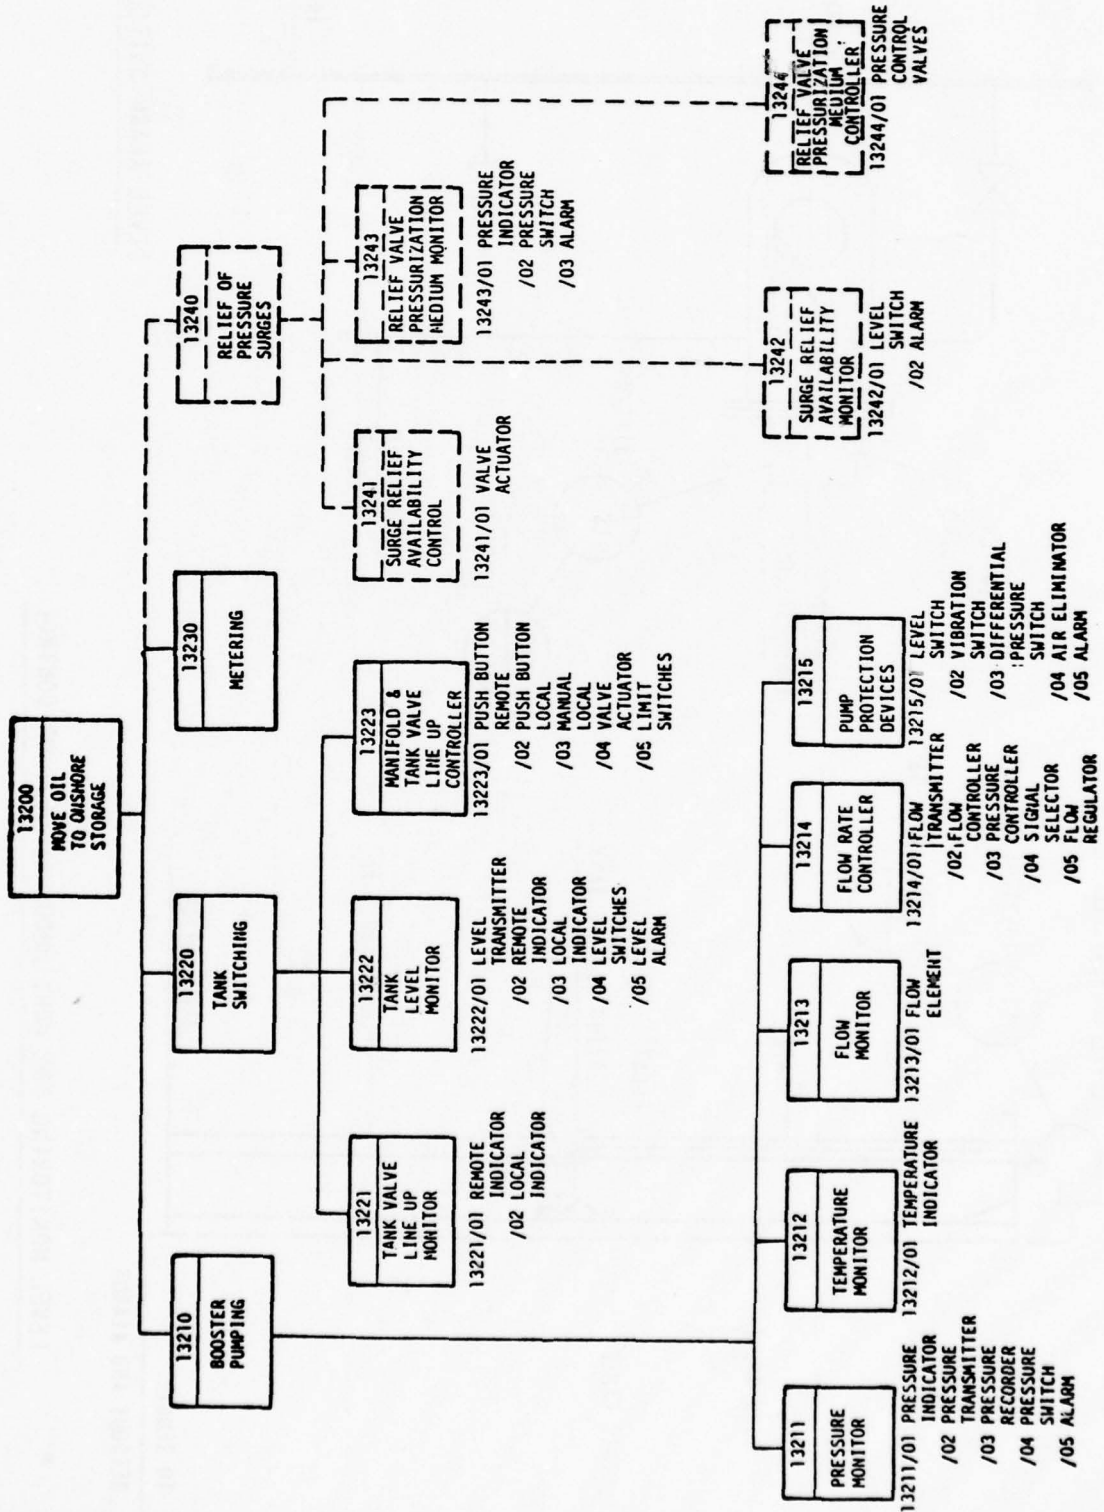 13200
MOVE OIL
TO ONSHORE
STORAGE
13210
BOOSTER
PUMPING
13220
TANK
SWITCHING
13230
METERING
13240
RELIEF OF
PRESSURE
SURGES
13221
TANK VALVE
LINE UP
MONITOR
13221/01 REMOTE
INDICATOR
/02 LOCAL
INDICATOR
13222
TANK
LEVEL
MONITOR
13222/01 LEVEL
TRANSMITTER
/02 REMOTE
INDICATOR
/03 LOCAL
INDICATOR
/04 LEVEL
SWITCHES
/05 LEVEL
ALARM
13223
MANIFOLD &
TANK VALVE
LINE UP
CONTROLLER
13223/01 PUSH BUTTON
REMOTE
/02 PUSH BUTTON
LOCAL
/03 MANUAL
LOCAL
/04 VALVE
ACTUATOR
/05 LIMIT
SWITCHES
13241
SURGE RELIEF
AVAILABILITY
CONTROL
13241/01 VALVE
ACTUATOR
13243
RELIEF VALVE
PRESSURIZATION
MEDIUM MONITOR
13243/01 PRESSURE
INDICATOR
/02 PRESSURE
SWITCH
/03 ALARM
13211
PRESSURE
MONITOR
13211/01 PRESSURE
INDICATOR
/02 PRESSURE
TRANSMITTER
/03 PRESSURE
RECORDER
/04 PRESSURE
SWITCH
/05 ALARM
13212
TEMPERATURE
MONITOR
13212/01 TEMPERATURE
INDICATOR
13213
FLOW
MONITOR
13213/01 FLOW
ELEMENT
13214
FLOW RATE
CONTROLLER
13214/01 FLOW
TRANSMITTER
/02 FLOW
CONTROLLER
/03 PRESSURE
CONTROLLER
/04 SIGNAL
SELECTOR
/05 FLOW
REGULATOR
13215
PUMP
PROTECTION
DEVICES
13215/01 LEVEL
SWITCH
/02 VIBRATION
SWITCH
/03 DIFFERENTIAL
PRESSURE
SWITCH
/04 AIR ELIMINATOR
/05 ALARM
13242
SURGE RELIEF
AVAILABILITY
MONITOR
13242/01 LEVEL
SWITCH
/02 ALARM
13244
RELIEF VALVE
PRESSURIZATION
MEDIUM
CONTROLLER
13244/01 PRESSURE
CONTROL
VALVES